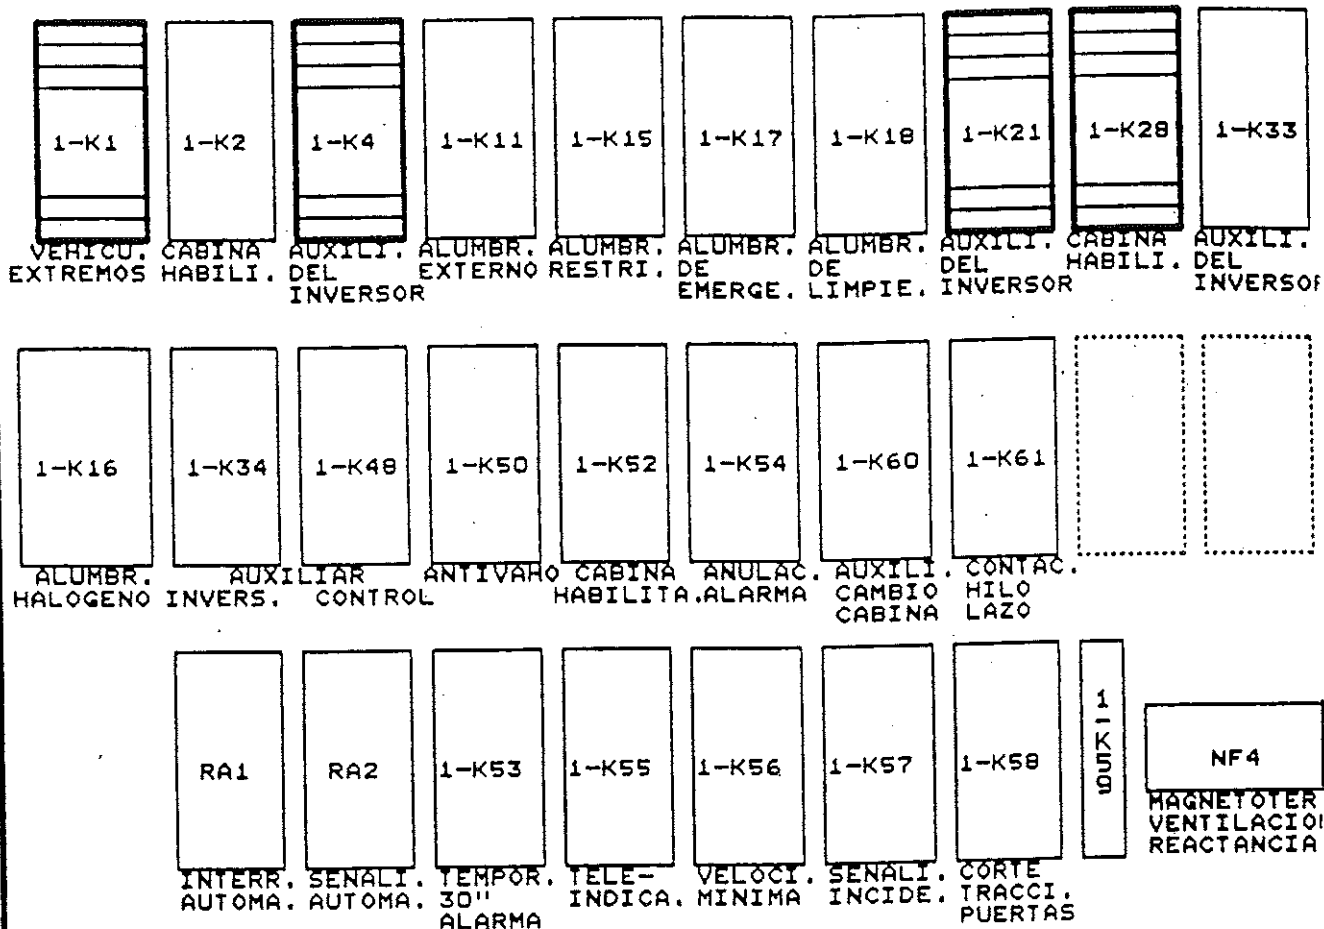 1-K1 1-K2 1-K4 1-K11 1-K15 1-K17 1-K18 1-K21 1-K28 1-K33
VEHICU. CABINA AUXILI. ALUMBR. ALUMBR. ALUMBR. ALUMBR. AUXILI. CABINA AUXILI.
EXTREMOS HABILI. DEL EXTERNO RESTRI. DE DE DEL HABILI. DEL
INVERSOR EMERGE. LIMPIE. INVERSOR INVERSOR
1-K16 1-K34 1-K48 1-K50 1-K52 1-K54 1-K60 1-K61
ALUMBR. AUXILIAR ANTIVAHO CABINA ANULAC. AUXILI. CONTAC.
HALOGENO INVERS. CONTROL HABILITA. ALARMA CAMBIO HILO
CABINA LAZO
RA1 RA2 1-K53 1-K55 1-K56 1-K57 1-K58 1-K59 NF4
INTERR. SENALI. TEMPOR. TELE- VELOCI. SENALI. CORTE MAGNETOTER
AUTOMA. AUTOMA. 30" INDICA. MINIMA INCIDE. TRACCI. VENTILACIO
ALARMA PUERTAS REACTANCIA